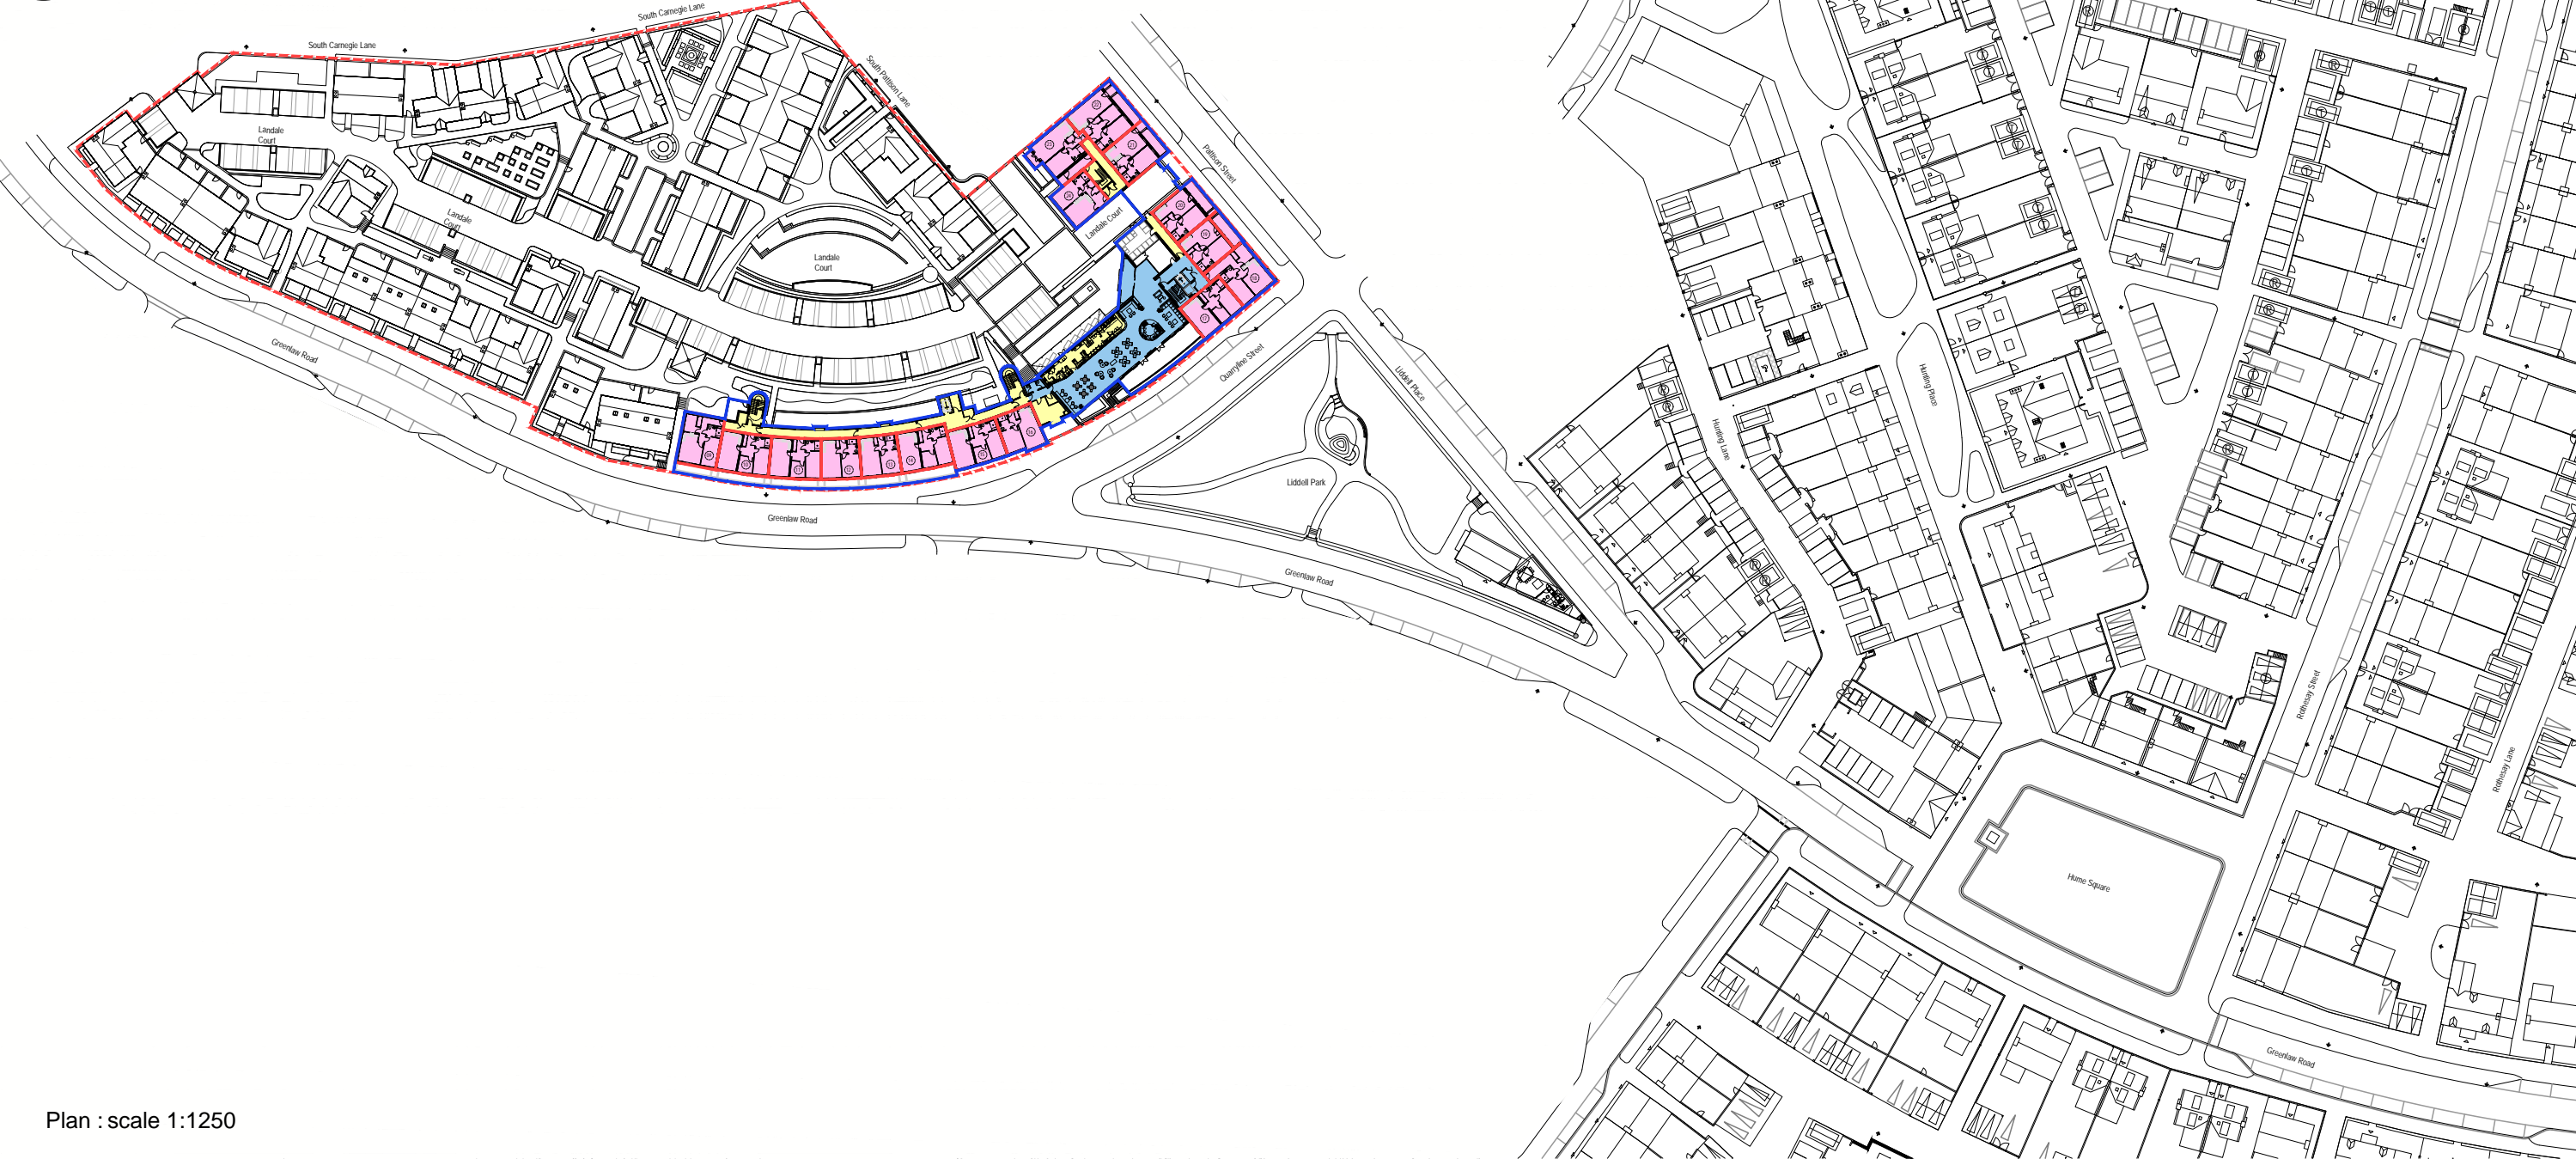 South Carnegie Lane
South Carnegie Lane
South Pattison Lane
Landale
Court
Landale
Court
Landale
Court
Landale Court
Pattison Street
Quarryline Street
Greenlaw Road
Greenlaw Road
Greenlaw Road
Liddell Place
Liddell Park
Hunting Lane
Hunting Place
Rothesay Street
Rothesay Lane
Hume Square
Greenlaw Road
Plan : scale 1:1250